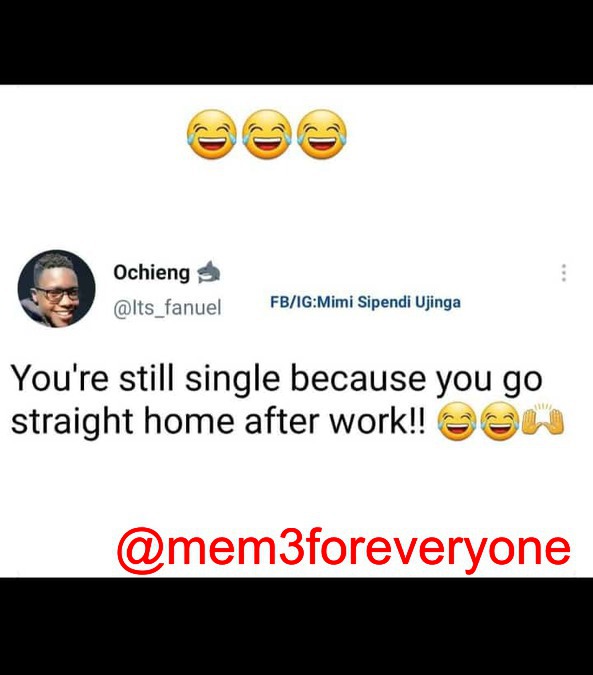 😂😂😂
Ochieng 🦈
@Its_fanuel
FB/IG:Mimi Sipendi Ujinga
You're still single because you go
straight home after work!! 😂😂🙌
@mem3foreveryone